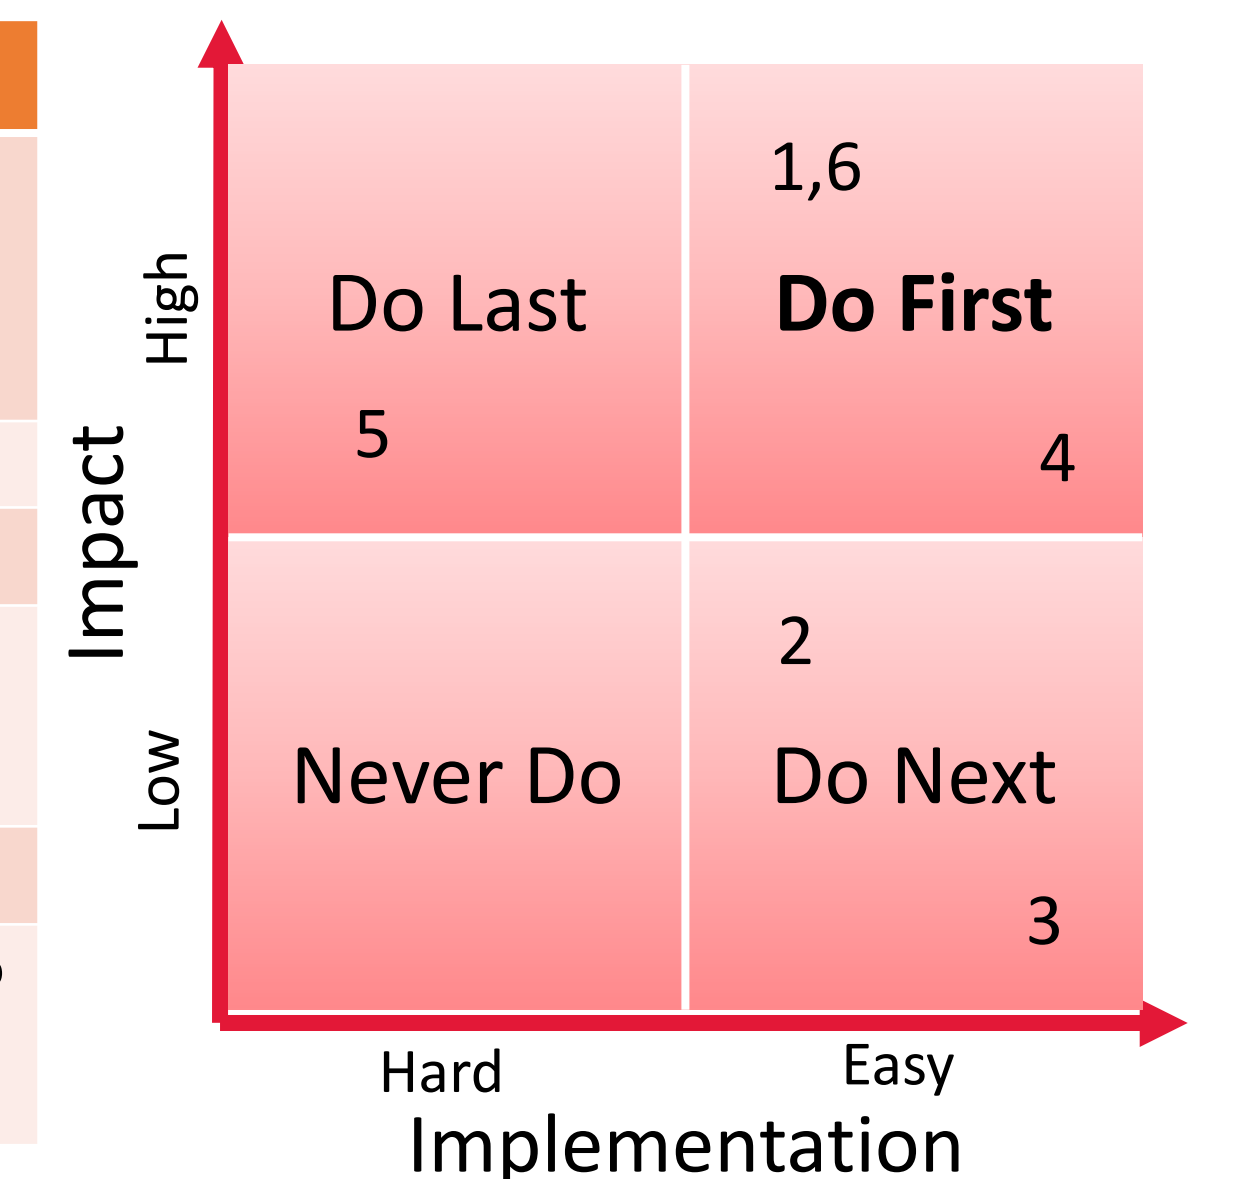 1,6
High
Do Last
Do First
5
4
Impact
2
Low
Never Do
Do Next
3
Hard
Easy
Implementation